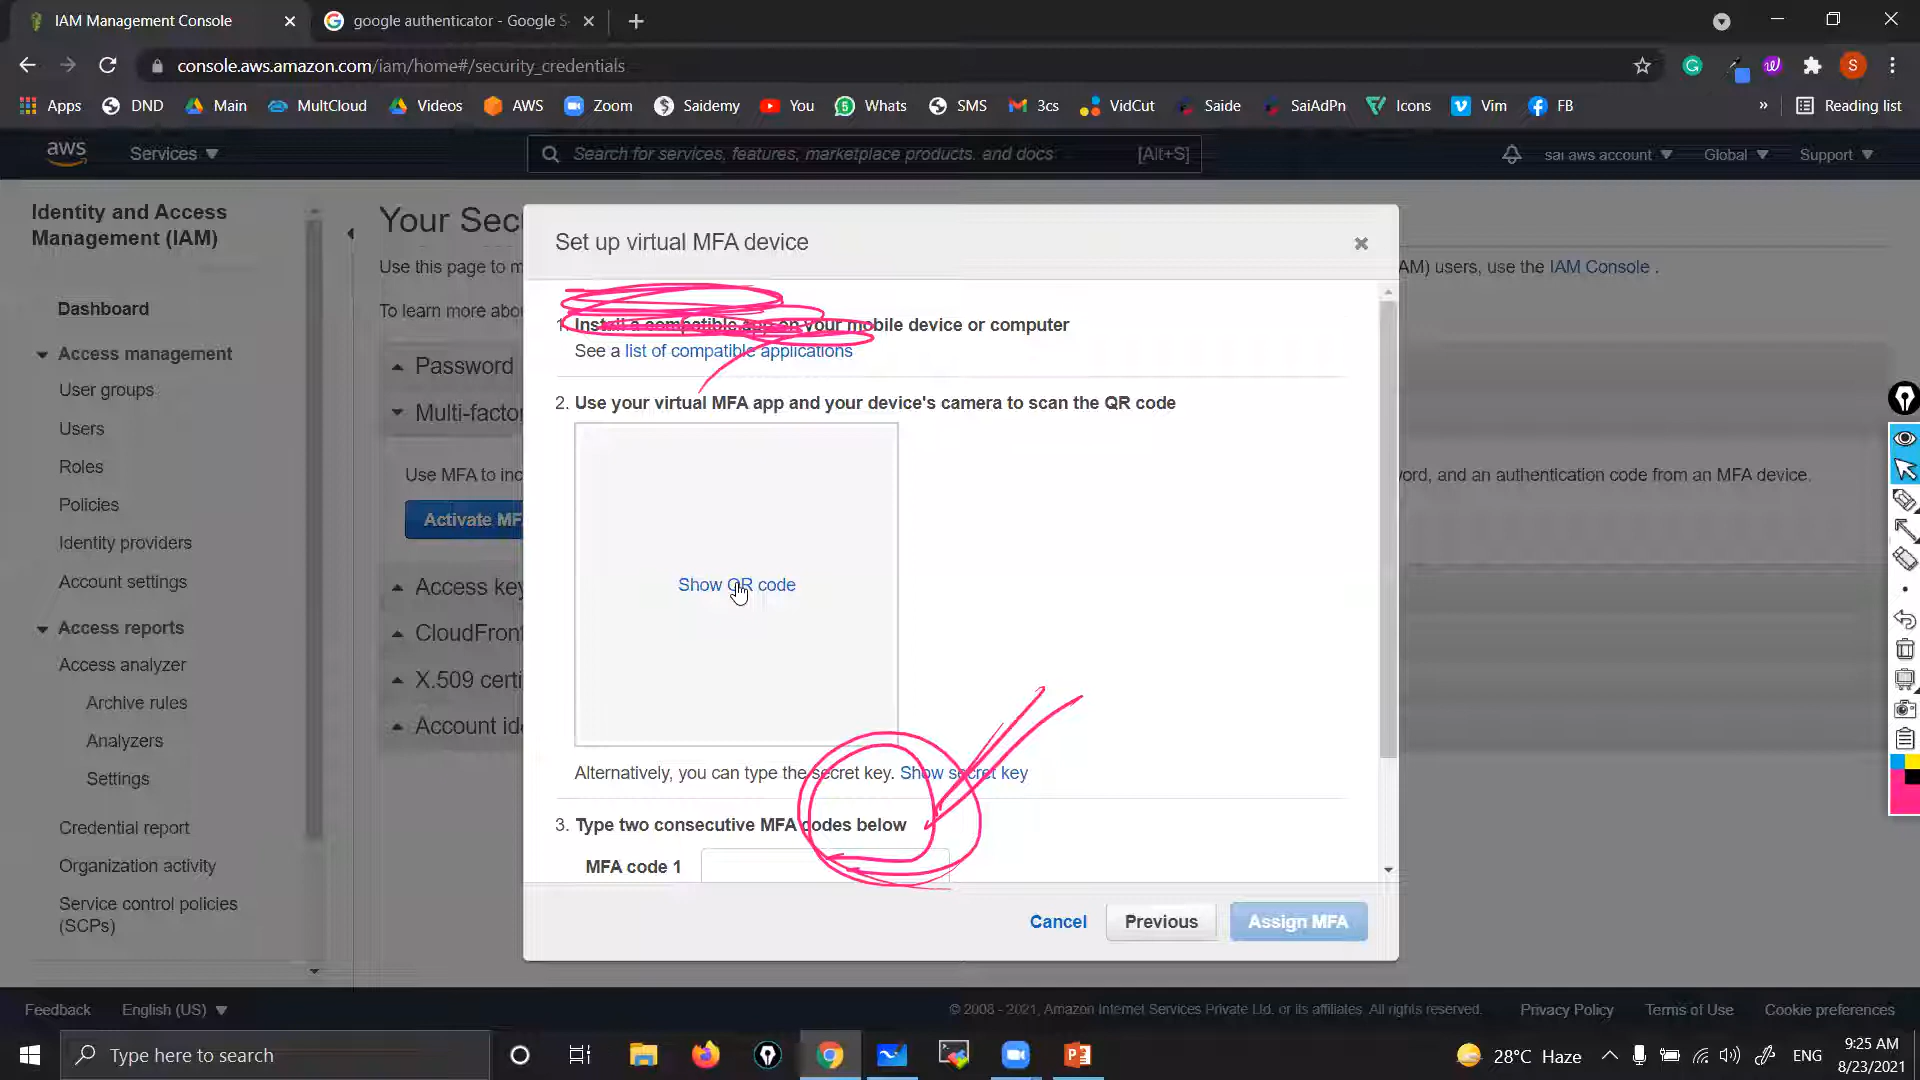 IAM Management Console
google authenticator - Google S
console.aws.amazon.com/iam/home#/security_credentials
S
Apps
DND
Main
MultCloud
Videos
AWS
Zoom
Saidemy
You
Whats
SMS
3cs
VidCut
Saide
SaiAdPn
Icons
Vim
FB
»
Reading list
aws
Services
Search for services, features, marketplace products, and docs
[Alt+S]
sai aws account
Global
Support
Identity and Access
Management (IAM)
Dashboard
Access management
User groups
Users
Roles
Policies
Identity providers
Account settings
Access reports
Access analyzer
Archive rules
Analyzers
Settings
Credential report
Organization activity
Service control policies
(SCPs)
Your Sec
Use this page to m
AM) users, use the IAM Console .
To learn more abou
Password
Multi-facto
Use MFA to inc
ord, and an authentication code from an MFA device.
Activate MF
Access key
CloudFront
X.509 certi
Account ide
Set up virtual MFA device
1. Install a compatible app on your mobile device or computer
See a list of compatible applications
2. Use your virtual MFA app and your device's camera to scan the QR code
Show QR code
Alternatively, you can type the secret key. Show secret key
3. Type two consecutive MFA codes below
MFA code 1
Cancel
Previous
Assign MFA
Feedback
English (US)
© 2008 - 2021, Amazon Internet Services Private Ltd. or its affiliates. All rights reserved.
Privacy Policy
Terms of Use
Cookie preferences
Type here to search
28°C Haze
ENG
9:25 AM
8/23/2021